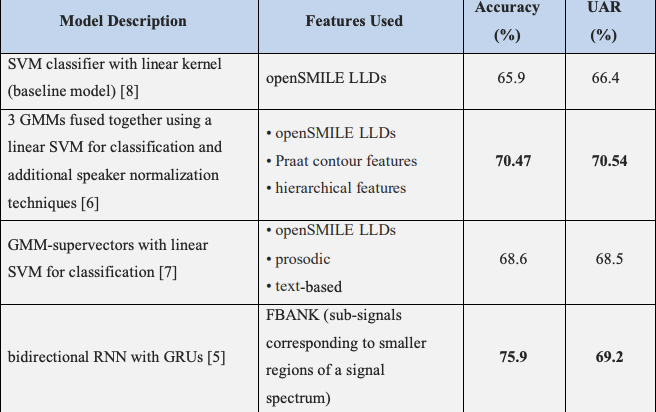 Model Description Features Used Accuracy (%) UAR (%)
SVM classifier with linear kernel
(baseline model) [8]
openSMILE LLDs
65.9
66.4
3 GMMs fused together using a
linear SVM for classification and
additional speaker normalization
techniques [6]
• openSMILE LLDs
• Praat contour features
• hierarchical features
70.47
70.54
GMM-supervectors with linear
SVM for classification [7]
• openSMILE LLDs
• prosodic
• text-based
68.6
68.5
bidirectional RNN with GRUs [5]
FBANK (sub-signals
corresponding to smaller
regions of a signal
spectrum)
75.9
69.2